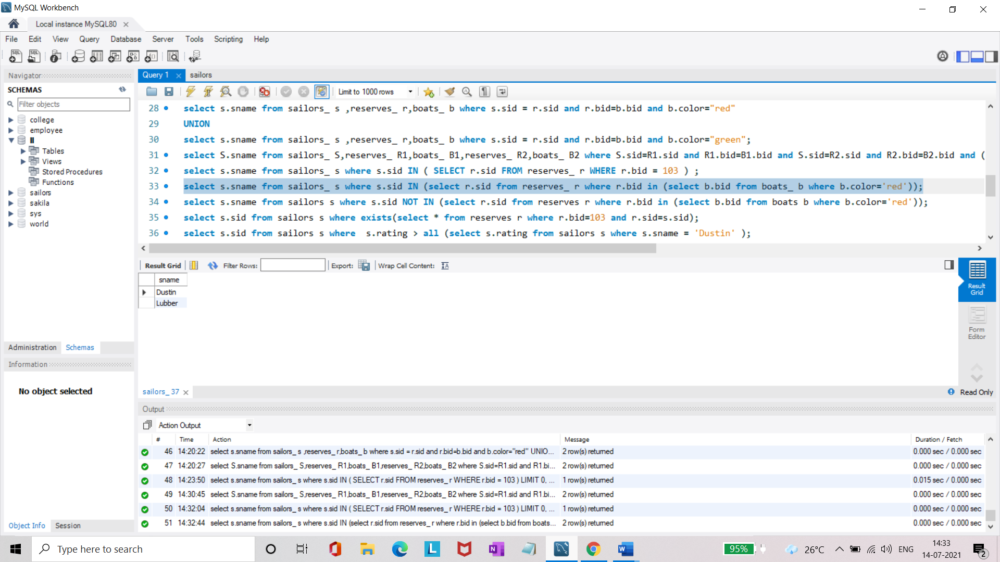 MySQL Workbench
Local instance MySQL80
File Edit View Query Database Server Tools Scripting Help
Navigator
SCHEMAS
Filter objects
college
employee
ll
Tables
Views
Stored Procedures
Functions
sailors
sakila
sys
world
Administration Schemas
Information
No object selected
Object Info Session
Query 1 sailors
Limit to 1000 rows
28 select s.sname from sailors_ s ,reserves_ r,boats_ b where s.sid = r.sid and r.bid=b.bid and b.color="red"
29 UNION
30 select s.sname from sailors_ s ,reserves_ r,boats_ b where s.sid = r.sid and r.bid=b.bid and b.color="green";
31 select S.sname from sailors_ S,reserves_ R1,boats_ B1,reserves_ R2,boats_ B2 where S.sid=R1.sid and R1.bid=B1.bid and S.sid=R2.sid and R2.bid=B2.bid and (
32 select s.sname from sailors_ s where s.sid IN ( SELECT r.sid FROM reserves_ r WHERE r.bid = 103 ) ;
33 select s.sname from sailors_ s where s.sid IN (select r.sid from reserves_ r where r.bid in (select b.bid from boats_ b where b.color='red'));
34 select s.sname from sailors s where s.sid NOT IN (select r.sid from reserves r where r.bid in (select b.bid from boats b where b.color='red'));
35 select s.sid from sailors s where exists(select * from reserves r where r.bid=103 and r.sid=s.sid);
36 select s.sid from sailors s where  s.rating > all (select s.rating from sailors s where s.sname = 'Dustin' );
Result Grid Filter Rows: Export: Wrap Cell Content:
sname
Dustin
Lubber
Result Grid
Form Editor
sailors_ 37
Read Only
Output
Action Output
# Time Action Message Duration / Fetch
46 14:20:22 select s.sname from sailors_ s ,reserves_ r,boats_ b where s.sid = r.sid and r.bid=b.bid and b.color="red" UNIO... 2 row(s) returned 0.000 sec / 0.000 sec
47 14:20:27 select S.sname from sailors_ S,reserves_ R1,boats_ B1,reserves_ R2,boats_ B2 where S.sid=R1.sid and R1.bi... 2 row(s) returned 0.000 sec / 0.000 sec
48 14:23:50 select s.sname from sailors_ s where s.sid IN ( SELECT r.sid FROM reserves_ r WHERE r.bid = 103 ) LIMIT 0, ... 1 row(s) returned 0.015 sec / 0.000 sec
49 14:30:45 select S.sname from sailors_ S,reserves_ R1,boats_ B1,reserves_ R2,boats_ B2 where S.sid=R1.sid and R1.bi... 2 row(s) returned 0.000 sec / 0.000 sec
50 14:32:04 select s.sname from sailors_ s where s.sid IN ( SELECT r.sid FROM reserves_ r WHERE r.bid = 103 ) LIMIT 0, ... 1 row(s) returned 0.000 sec / 0.000 sec
51 14:32:44 select s.sname from sailors_ s where s.sid IN (select r.sid from reserves_ r where r.bid in (select b.bid from boats... 2 row(s) returned 0.000 sec / 0.000 sec
Type here to search
95%
26°C
ENG
14:33
14-07-2021
2